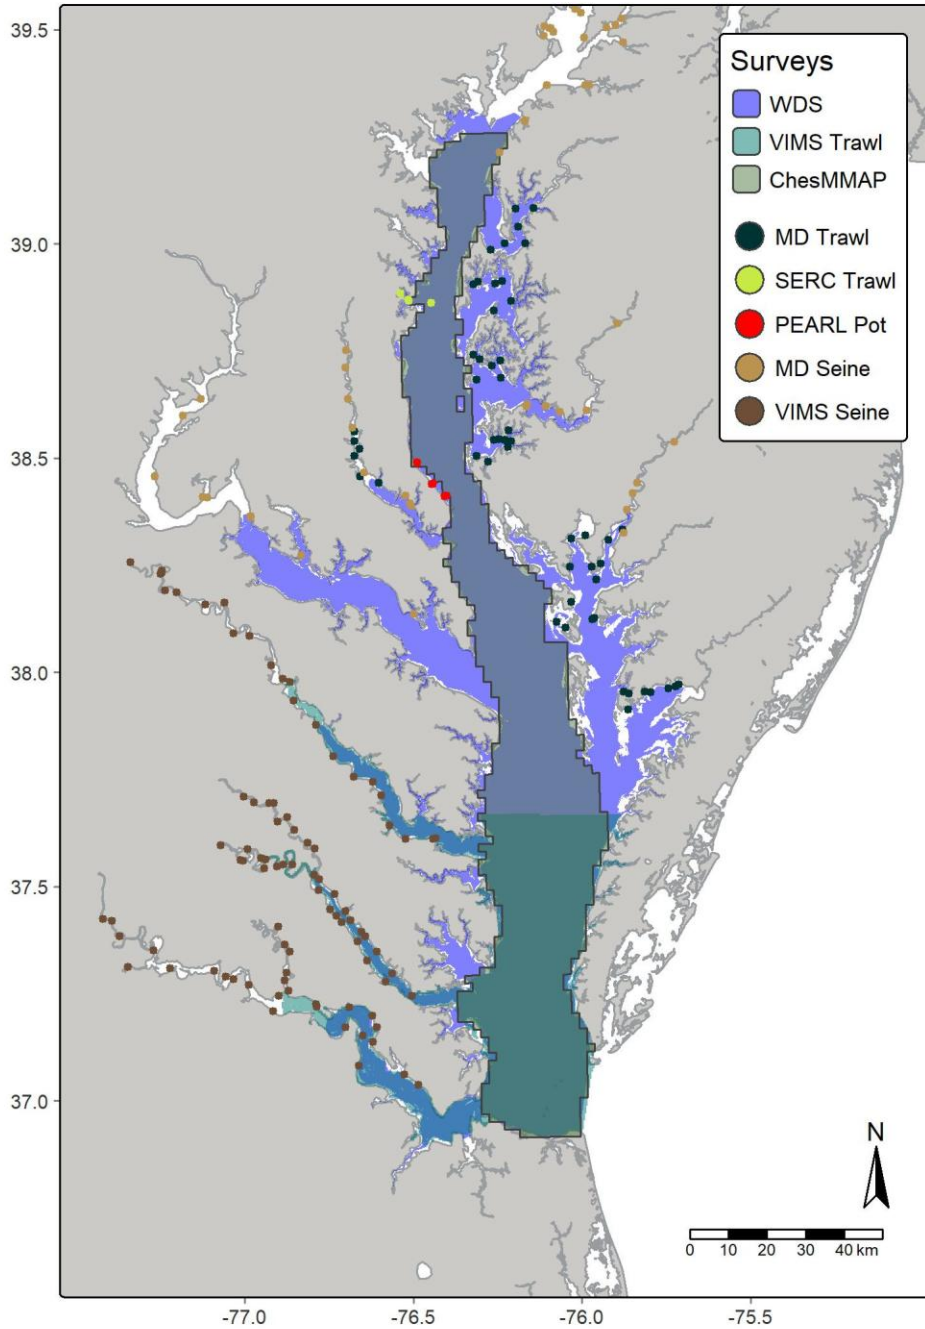 39.5
39.0
38.5
38.0
37.5
37.0
Surveys
WDS
VIMS Trawl
ChesMMAP
MD Trawl
SERC Trawl
PEARL Pot
MD Seine
VIMS Seine
N
0 10 20 30 40 km
-77.0 -76.5 -76.0 -75.5